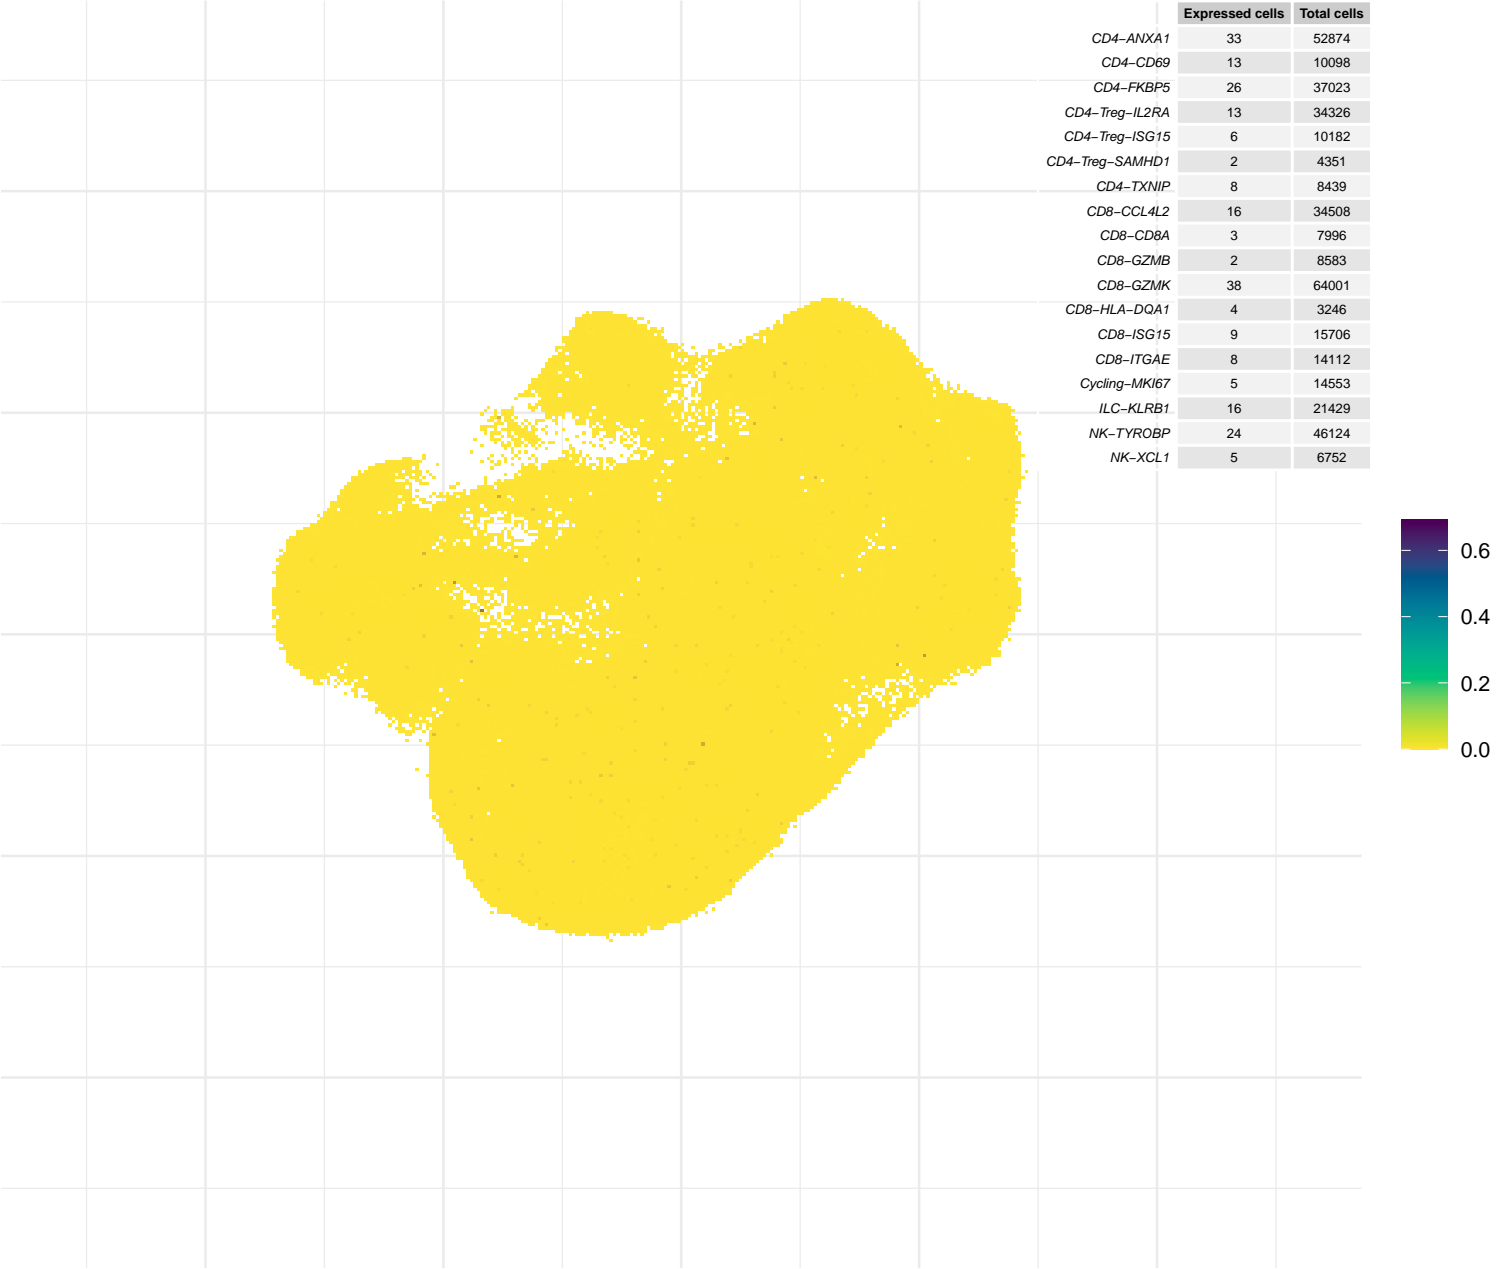 Expressed cells Total cells
CD4−ANXA1 33 52874
CD4−CD69 13 10098
CD4−FKBP5 26 37023
CD4−Treg−IL2RA 13 34326
CD4−Treg−ISG15 6 10182
CD4−Treg−SAMHD1 2 4351
CD4−TXNIP 8 8439
CD8−CCL4L2 16 34508
CD8−CD8A 3 7996
CD8−GZMB 2 8583
CD8−GZMK 38 64001
CD8−HLA−DQA1 4 3246
CD8−ISG15 9 15706
CD8−ITGAE 8 14112
Cycling−MKI67 5 14553
ILC−KLRB1 16 21429
NK−TYROBP 24 46124
NK−XCL1 5 6752
0.6
0.4
0.2
0.0